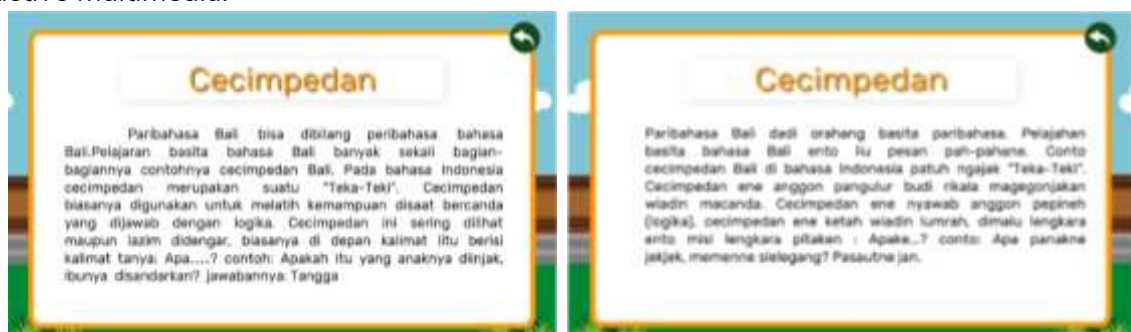 Cecimpedan
Paribahasa Bali bisa dibilang peribahasa bahasa
Bali.Pelajaran basita bahasa Bali banyak sekali bagian-
bagiannya contohnya cecimpedan Bali. Pada bahasa Indonesia
cecimpedan merupakan suatu "Teka-Teki". Cecimpedan
biasanya digunakan untuk melatih kemampuan disaat bercanda
yang dijawab dengan logika. Cecimpedan ini sering dilihat
maupun lazim didengar, biasanya di depan kalimat itu berisi
kalimat tanya: Apa.....? contoh: Apakah itu yang anaknya diinjak,
ibunya disandarkan? jawabannya: Tangga
Cecimpedan
Paribahasa Bali dadi orahang basita paribahasa. Pelajahan
basita bahasa Bali ento liu pesan pah-pahane. Conto
cecimpedan Bali di bahasa Indonesia patuh ngajak "Teka-Teki".
Cecimpedan ene anggon pangulur budi rikala magegonjakan
wiadin macanda. Cecimpedan ene nyawab anggon pepineh
(logika), cecimpedan ene ketah wiadin lumrah, dimalu lengkara
ento misi lengkara pitaken : Apake...? conto: Apa panakne
jekjek, memenne slelegang? Pasautne jan.